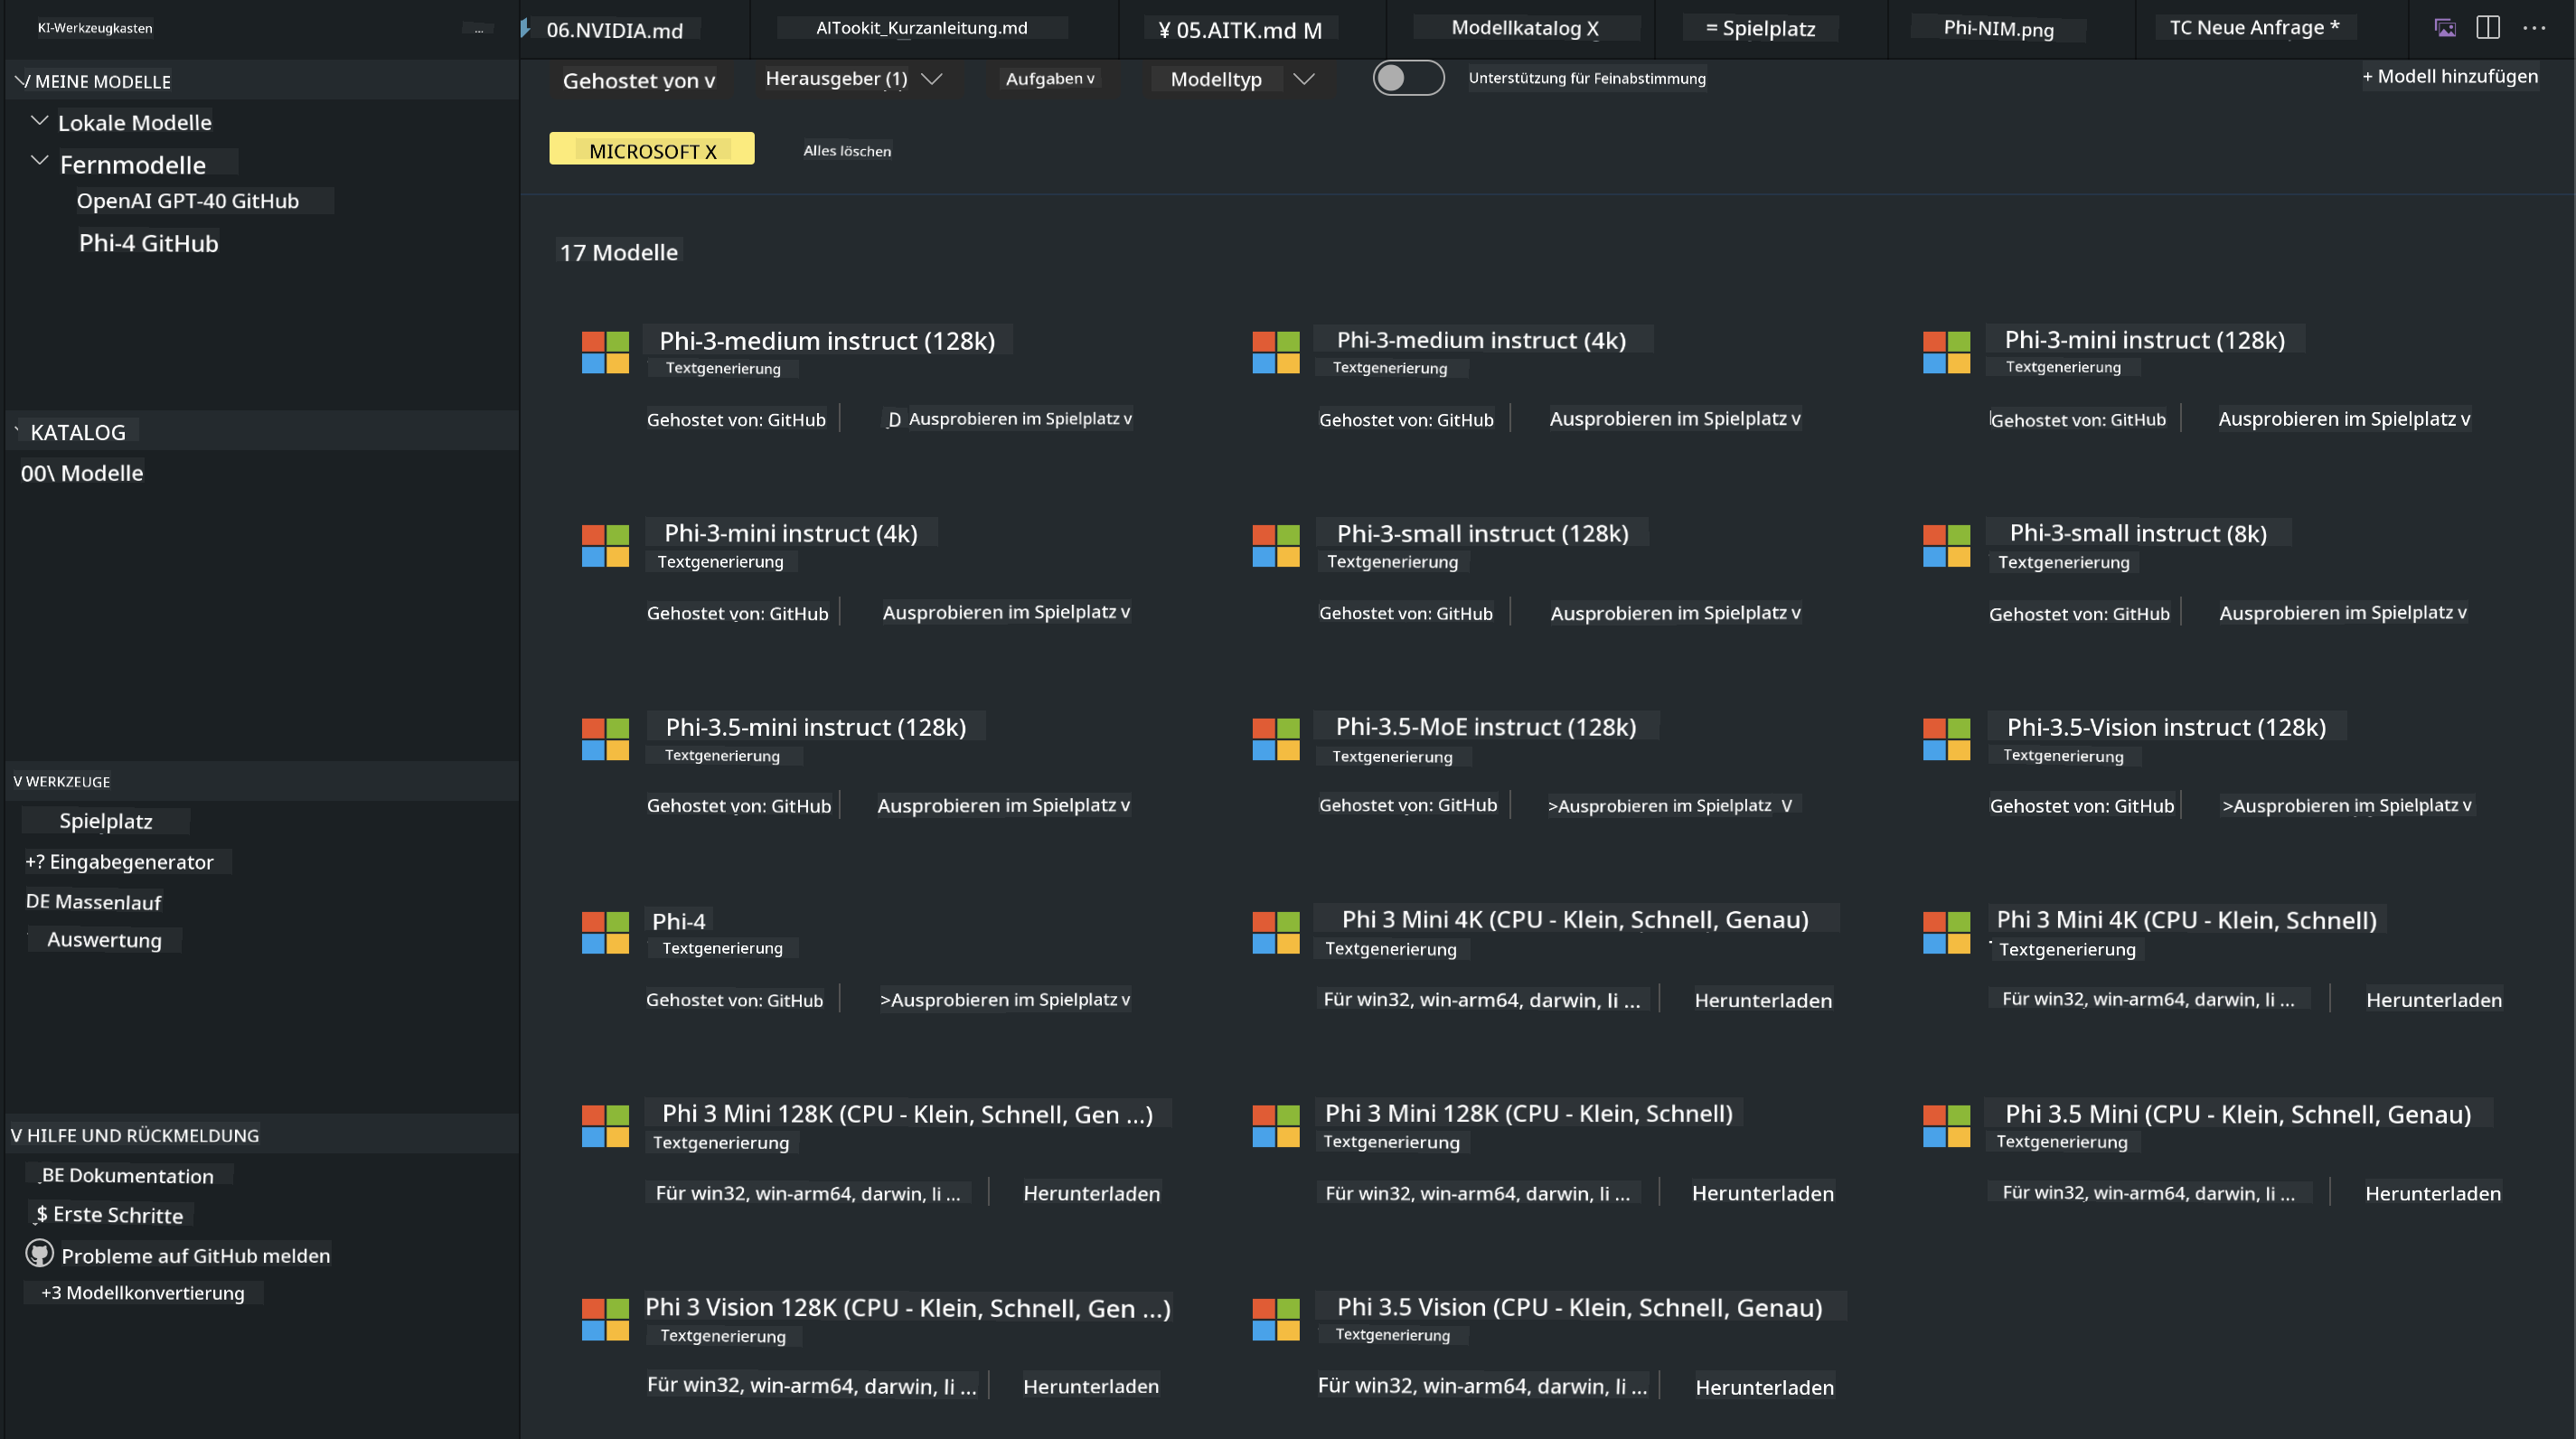 KI-Werkzeugkasten
...
06.NVIDIA.md
AITookit_Kurzanleitung.md
¥ 05.AITK.md M
Modellkatalog X
= Spielplatz
Phi-NIM.png
TC Neue Anfrage *
MEINE MODELLE
Lokale Modelle
Fernmodelle
OpenAI GPT-40 GitHub
Phi-4 GitHub
KATALOG
00\ Modelle
V WERKZEUGE
Spielplatz
+? Eingabegenerator
DE Massenlauf
Auswertung
V HILFE UND RÜCKMELDUNG
BE Dokumentation
$ Erste Schritte
Probleme auf GitHub melden
+3 Modellkonvertierung
Gehostet von v
Herausgeber (1)
Aufgaben v
Modelltyp
Unterstützung für Feinabstimmung
+ Modell hinzufügen
MICROSOFT X
Alles löschen
17 Modelle
Phi-3-medium instruct (128k)
Textgenerierung
Gehostet von: GitHub
D Ausprobieren im Spielplatz v
Phi-3-medium instruct (4k)
Textgenerierung
Gehostet von: GitHub
Ausprobieren im Spielplatz v
Phi-3-mini instruct (128k)
Textgenerierung
Gehostet von: GitHub
Ausprobieren im Spielplatz v
Phi-3-mini instruct (4k)
Textgenerierung
Gehostet von: GitHub
Ausprobieren im Spielplatz v
Phi-3-small instruct (128k)
Textgenerierung
Gehostet von: GitHub
Ausprobieren im Spielplatz v
Phi-3-small instruct (8k)
Textgenerierung
Gehostet von: GitHub
Ausprobieren im Spielplatz v
Phi-3.5-mini instruct (128k)
Textgenerierung
Gehostet von: GitHub
Ausprobieren im Spielplatz v
Phi-3.5-MoE instruct (128k)
Textgenerierung
Gehostet von: GitHub
>Ausprobieren im Spielplatz V
Phi-3.5-Vision instruct (128k)
Textgenerierung
Gehostet von: GitHub
>Ausprobieren im Spielplatz v
Phi-4
Textgenerierung
Gehostet von: GitHub
>Ausprobieren im Spielplatz v
Phi 3 Mini 4K (CPU - Klein, Schnell, Genau)
Textgenerierung
Für win32, win-arm64, darwin, li ...
Herunterladen
Phi 3 Mini 4K (CPU - Klein, Schnell)
Textgenerierung
Für win32, win-arm64, darwin, li ...
Herunterladen
Phi 3 Mini 128K (CPU - Klein, Schnell, Gen ...)
Textgenerierung
Für win32, win-arm64, darwin, li ...
Herunterladen
Phi 3 Mini 128K (CPU - Klein, Schnell)
Textgenerierung
Für win32, win-arm64, darwin, li ...
Herunterladen
Phi 3.5 Mini (CPU - Klein, Schnell, Genau)
Textgenerierung
Für win32, win-arm64, darwin, li ...
Herunterladen
Phi 3 Vision 128K (CPU - Klein, Schnell, Gen ...)
Textgenerierung
Für win32, win-arm64, darwin, li ...
Herunterladen
Phi 3.5 Vision (CPU - Klein, Schnell, Genau)
Textgenerierung
Für win32, win-arm64, darwin, li ...
Herunterladen